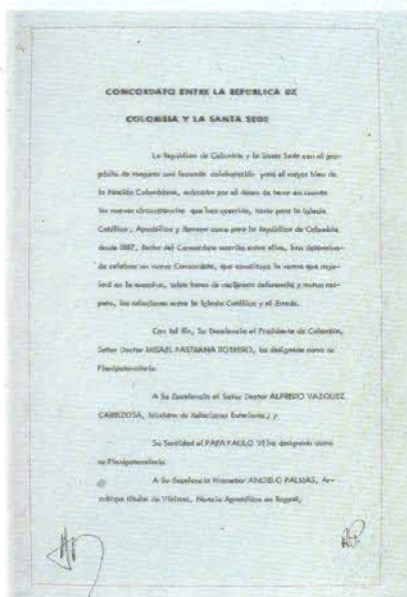 CONCORDATO ENTRE LA REPUBLICA DE
COLOMBIA Y LA SANTA SEDE
La República de Colombia y la Santa Sede con el pro-
pósito de asegurar una fecunda colaboración para el mejor bien de
la Nación Colombiana, animados por el deseo de tener en cuenta
las nuevas circunstancias que han ocurrido, tanto para la Iglesia
Católica, Apostólica y Romana como para la República de Colombia
desde 1887, fecha del Concordato suscrito entre ellas, han determina-
do celebrar un nuevo Concordato, que constituye la norma que regu-
lará en lo sucesivo, sobre bases de recíproca deferencia y mutuo res-
peto, las relaciones entre la Iglesia Católica y el Estado.
Con tal fin, Su Excelencia el Presidente de Colombia,
Señor Doctor MISAEL PASTRANA BORRERO, ha designado como su
Plenipotenciario
A Su Excelencia el Señor Doctor ALFREDO VAZQUEZ
CARRIZOSA, Ministro de Relaciones Exteriores; y
Su Santidad el PAPA PAULO VI ha designado como
su Plenipotenciario
A Su Excelencia Monseñor ANGELO PALMAS, Ar-
zobispo titular de Vibiana, Nuncio Apostólico en Bogotá,